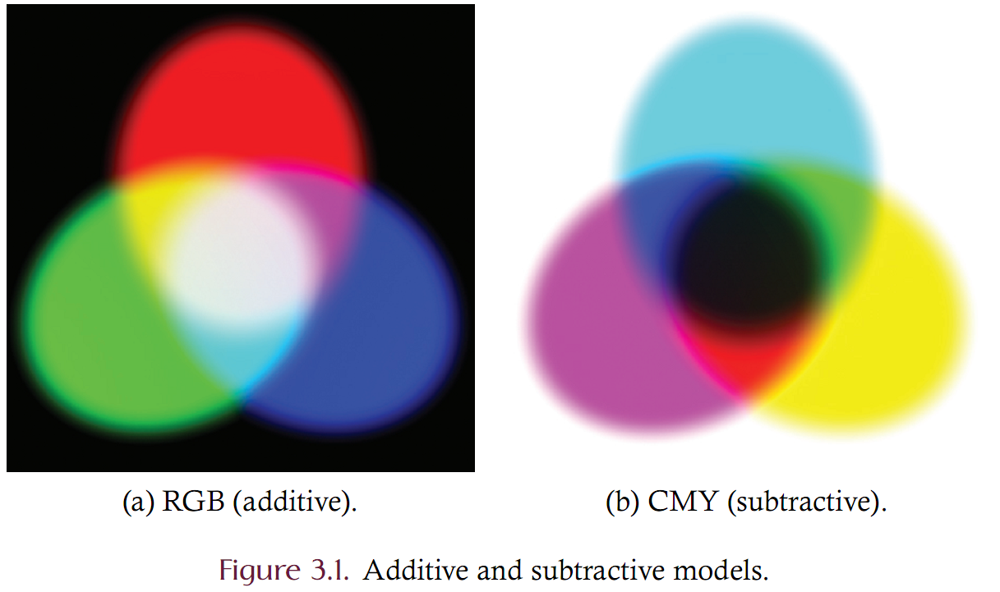 (a) RGB (additive).
(b) CMY (subtractive).
Figure 3.1. Additive and subtractive models.